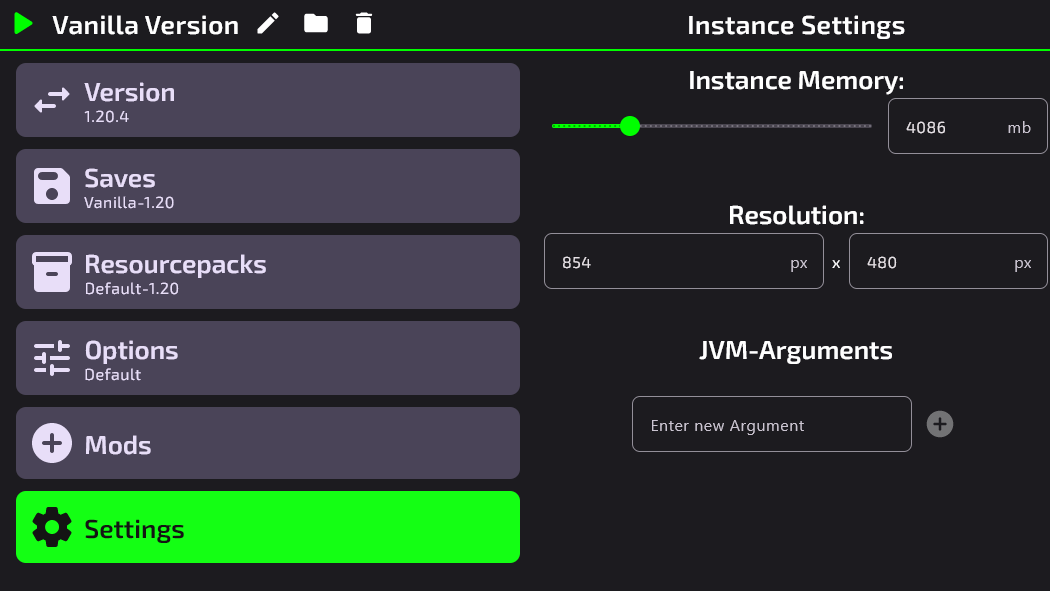 Vanilla Version
Version
1.20.4
Saves
Vanilla-1.20
Resourcepacks
Default-1.20
Options
Default
Mods
Settings
Instance Settings
Instance Memory:
4086 mb
Resolution:
854 px x 480 px
JVM-Arguments
Enter new Argument